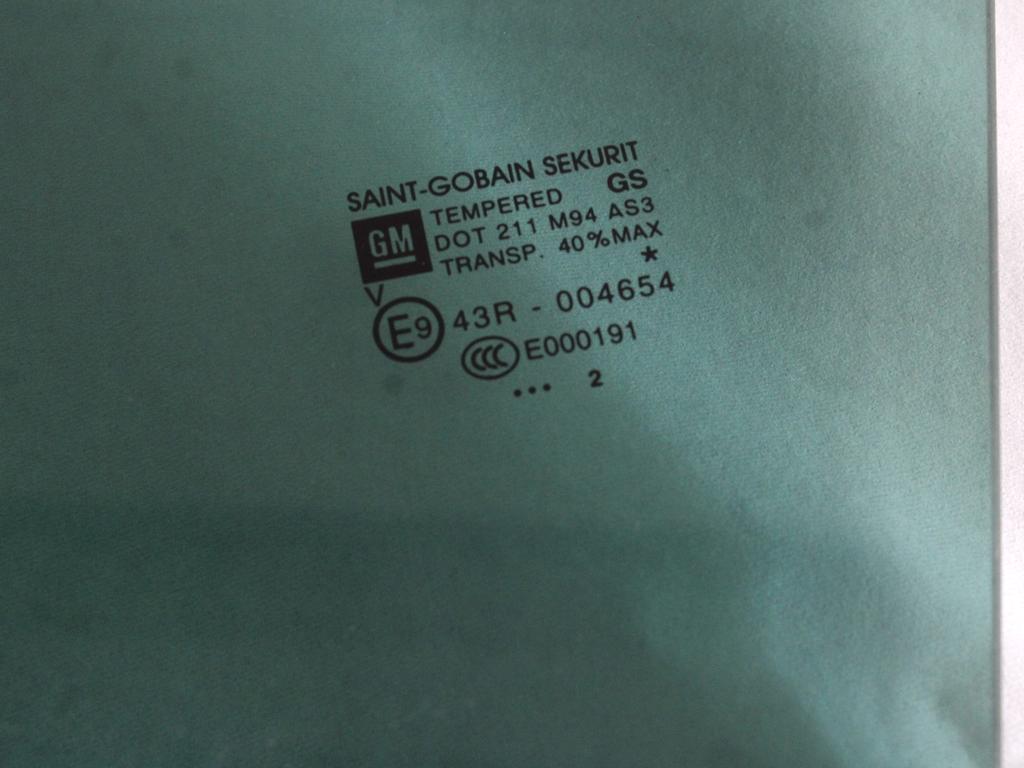 SAINT-GOBAIN SEKURIT
GM TEMPERED GS
DOT 211 M94 AS3
TRANSP. 40%MAX
*
V
E9 43R - 004654
CCC E000191
••• 2